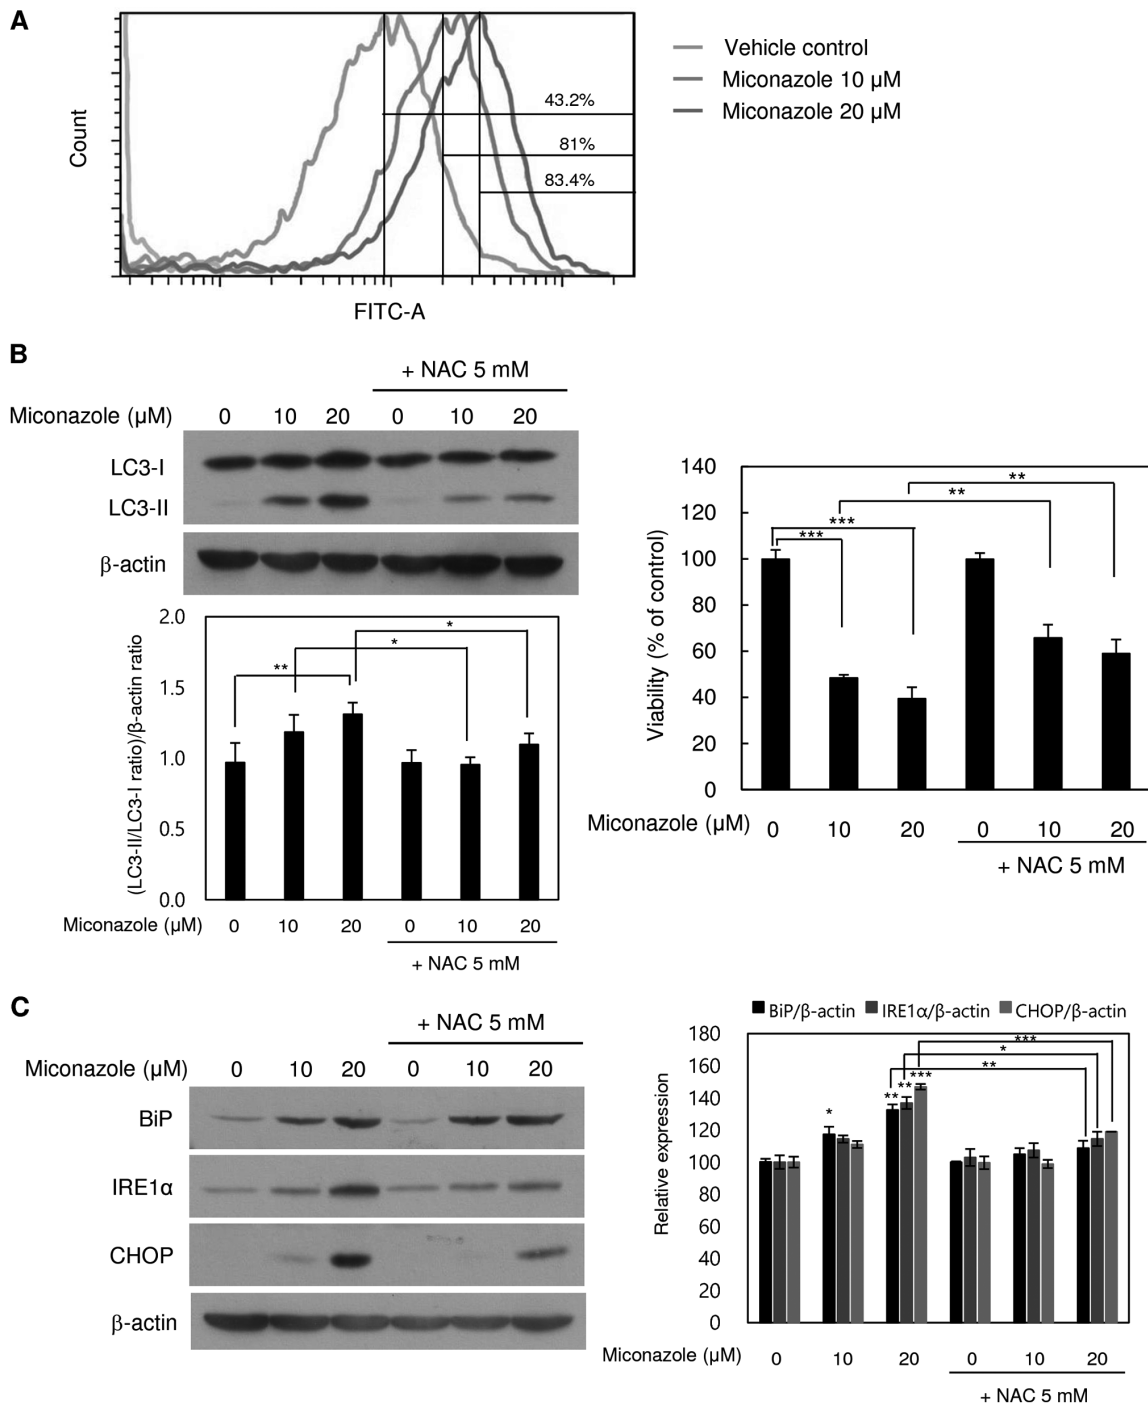 A
Count
43.2%
81%
83.4%
FITC-A
Vehicle control
Miconazole 10 µM
Miconazole 20 µM
B
+ NAC 5 mM
Miconazole (µM) 0 10 20 0 10 20
LC3-I
LC3-II
β-actin
(LC3-II/LC3-I ratio)/β-actin ratio
2.0
1.5
1.0
0.5
0.0
**
*
*
Miconazole (µM) 0 10 20 0 10 20
+ NAC 5 mM
Viability (% of control)
140
120
100
80
60
40
20
0
***
***
**
**
Miconazole (µM) 0 10 20 0 10 20
+ NAC 5 mM
C
+ NAC 5 mM
Miconazole (µM) 0 10 20 0 10 20
BiP
IRE1α
CHOP
β-actin
BiP/β-actin IRE1α/β-actin CHOP/β-actin
Relative expression
180
160
140
120
100
80
60
40
20
0
*
** ** ***
**
*
***
Miconazole (µM) 0 10 20 0 10 20
+ NAC 5 mM